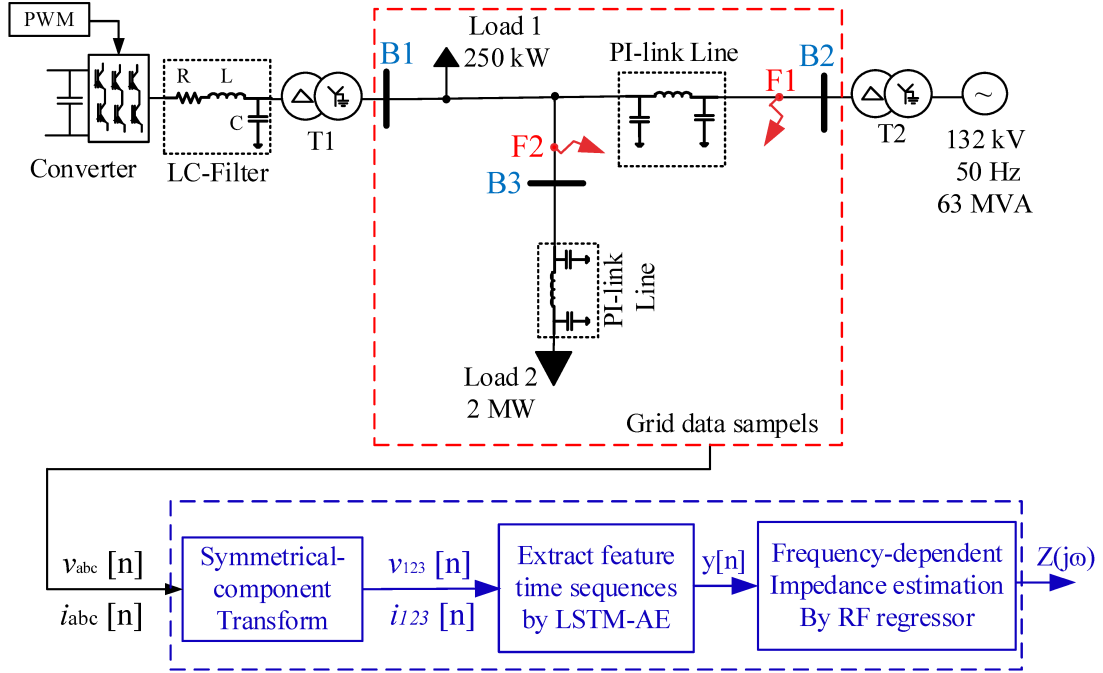 PWM
Converter
R
L
C
LC-Filter
T1
B1
Load 1
250 kW
PI-link Line
F1
B2
T2
~
132 kV
50 Hz
63 MVA
F2
B3
PI-link
Line
Load 2
2 MW
Grid data sampels
vabc [n]
iabc [n]
Symmetrical-
component
Transform
v123 [n]
i123 [n]
Extract feature
time sequences
by LSTM-AE
y[n]
Frequency-dependent
Impedance estimation
By RF regressor
Z(jω)